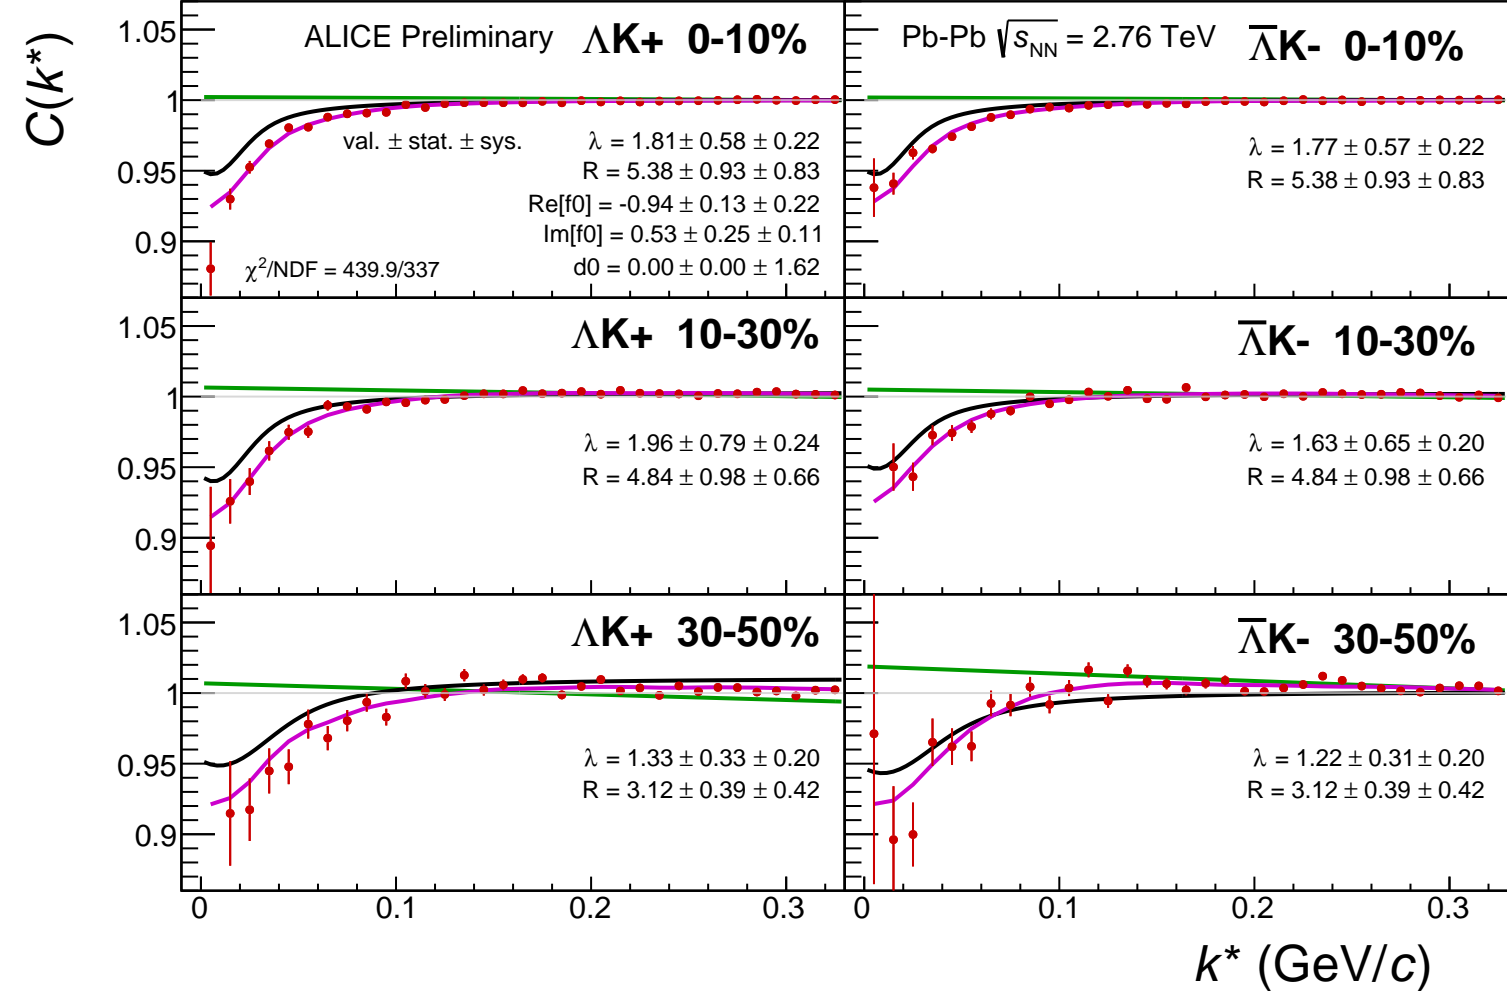 C(k*)
1.05
1
0.95
0.9
ALICE Preliminary ΛK+ 0-10%
val. ± stat. ± sys.
λ = 1.81 ± 0.58 ± 0.22
R = 5.38 ± 0.93 ± 0.83
Re[f0] = -0.94 ± 0.13 ± 0.22
Im[f0] = 0.53 ± 0.25 ± 0.11
d0 = 0.00 ± 0.00 ± 1.62
χ²/NDF = 439.9/337
Pb-Pb √sNN = 2.76 TeV Λ̅K- 0-10%
λ = 1.77 ± 0.57 ± 0.22
R = 5.38 ± 0.93 ± 0.83
1.05
1
0.95
0.9
ΛK+ 10-30%
λ = 1.96 ± 0.79 ± 0.24
R = 4.84 ± 0.98 ± 0.66
Λ̅K- 10-30%
λ = 1.63 ± 0.65 ± 0.20
R = 4.84 ± 0.98 ± 0.66
1.05
1
0.95
0.9
ΛK+ 30-50%
λ = 1.33 ± 0.33 ± 0.20
R = 3.12 ± 0.39 ± 0.42
Λ̅K- 30-50%
λ = 1.22 ± 0.31 ± 0.20
R = 3.12 ± 0.39 ± 0.42
0 0.1 0.2 0.3 0 0.1 0.2 0.3
k* (GeV/c)